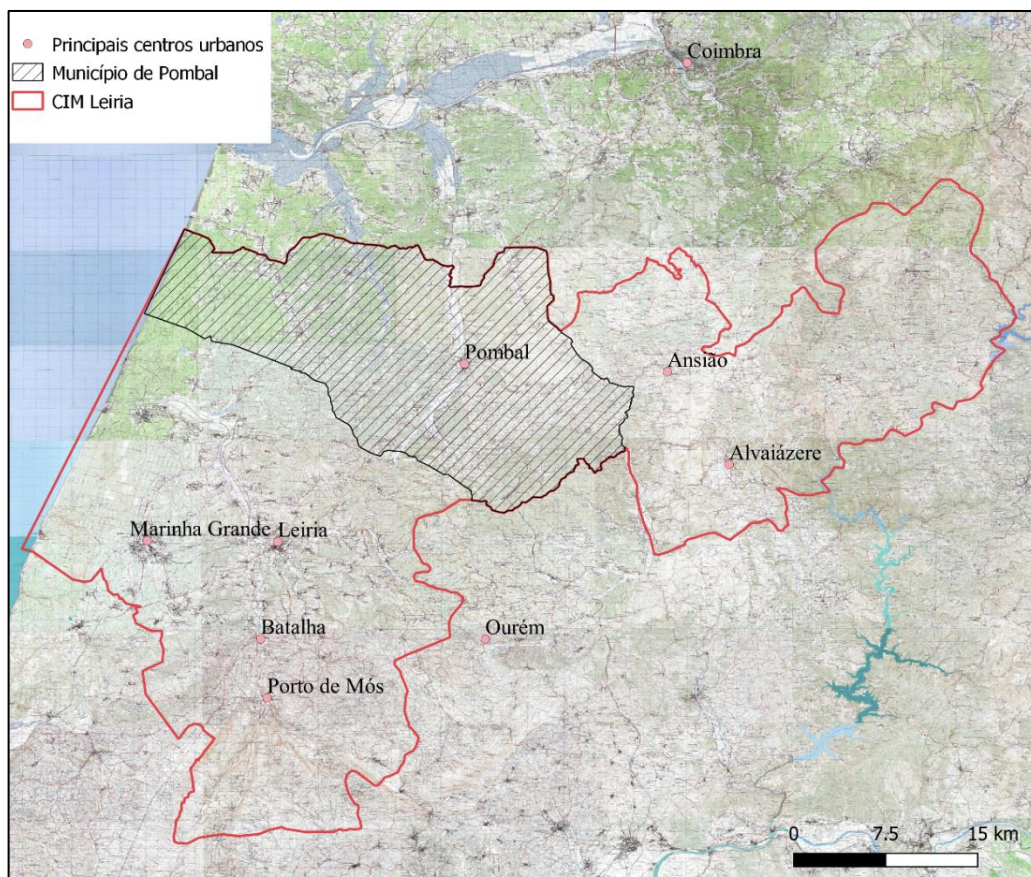 Principais centros urbanos
Município de Pombal
CIM Leiria
Coimbra
Pombal
Ansião
Alvaiázere
Marinha Grande
Leiria
Batalha
Ourém
Porto de Mós
0 7.5 15 km